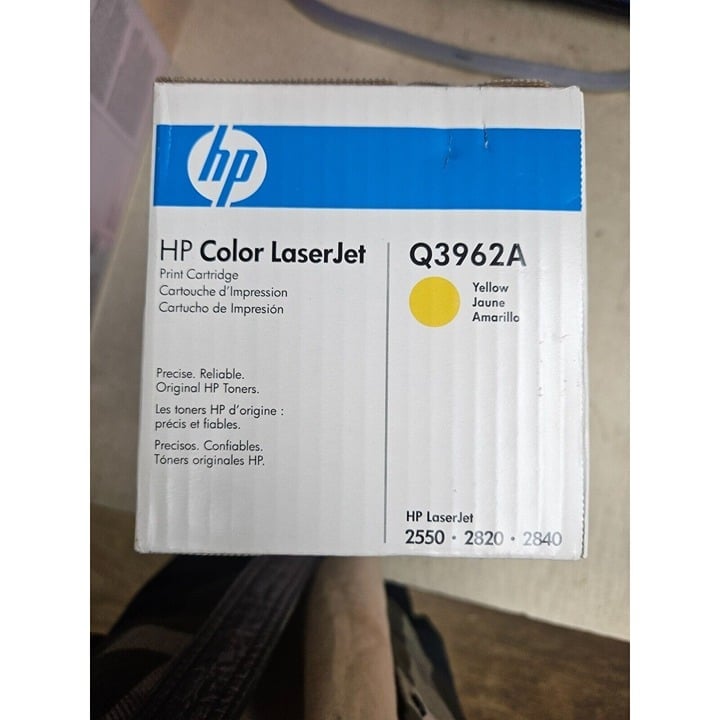 hp
HP Color LaserJet
Print Cartridge
Cartouche d'Impression
Cartucho de Impresión
Precise. Reliable.
Original HP Toners.
Les toners HP d'origine :
précis et fiables.
Precisos. Confiables.
Tóners originales HP.
Q3962A
Yellow
Jaune
Amarillo
HP LaserJet
2550 • 2820 • 2840